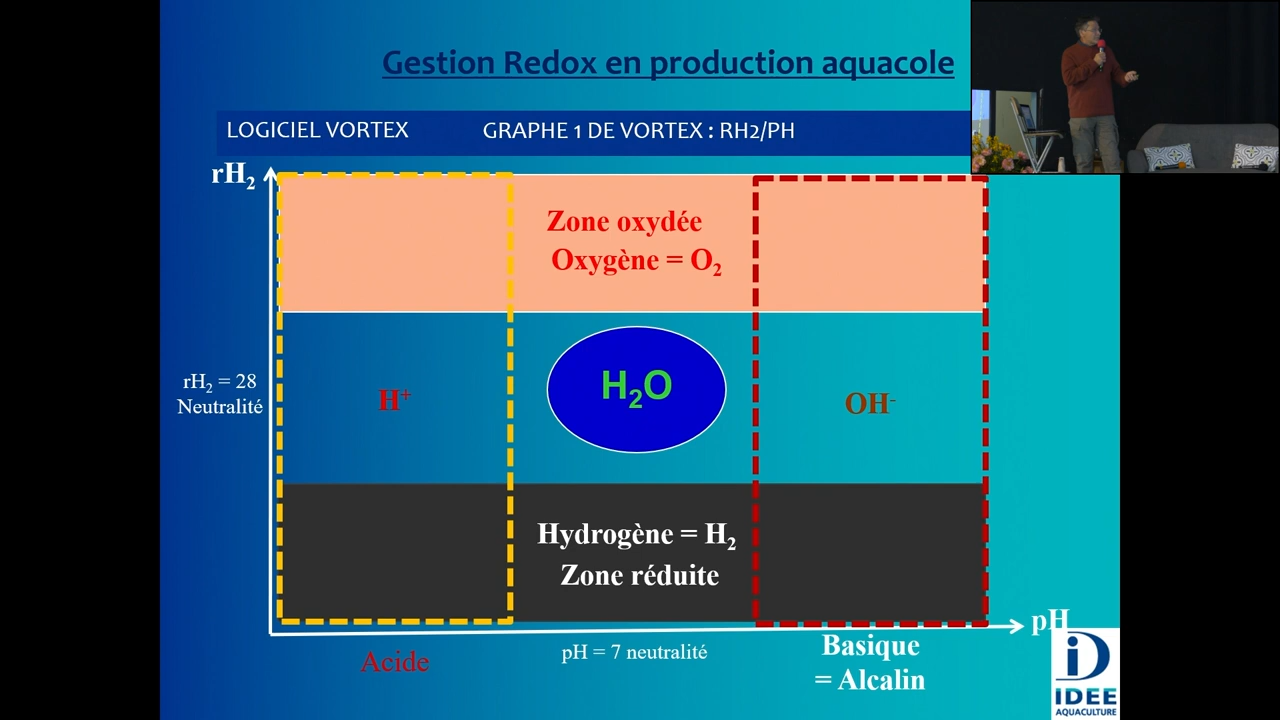 Gestion Redox en production aquacole
LOGICIEL VORTEX GRAPHE 1 DE VORTEX : RH2/PH
rH₂
Zone oxydée
Oxygène = O₂
rH₂ = 28
Neutralité
H⁺
H₂O
OH⁻
Hydrogène = H₂
Zone réduite
pH
Acide
pH = 7 neutralité
Basique
= Alcalin
iD
IDEE
AQUACULTURE